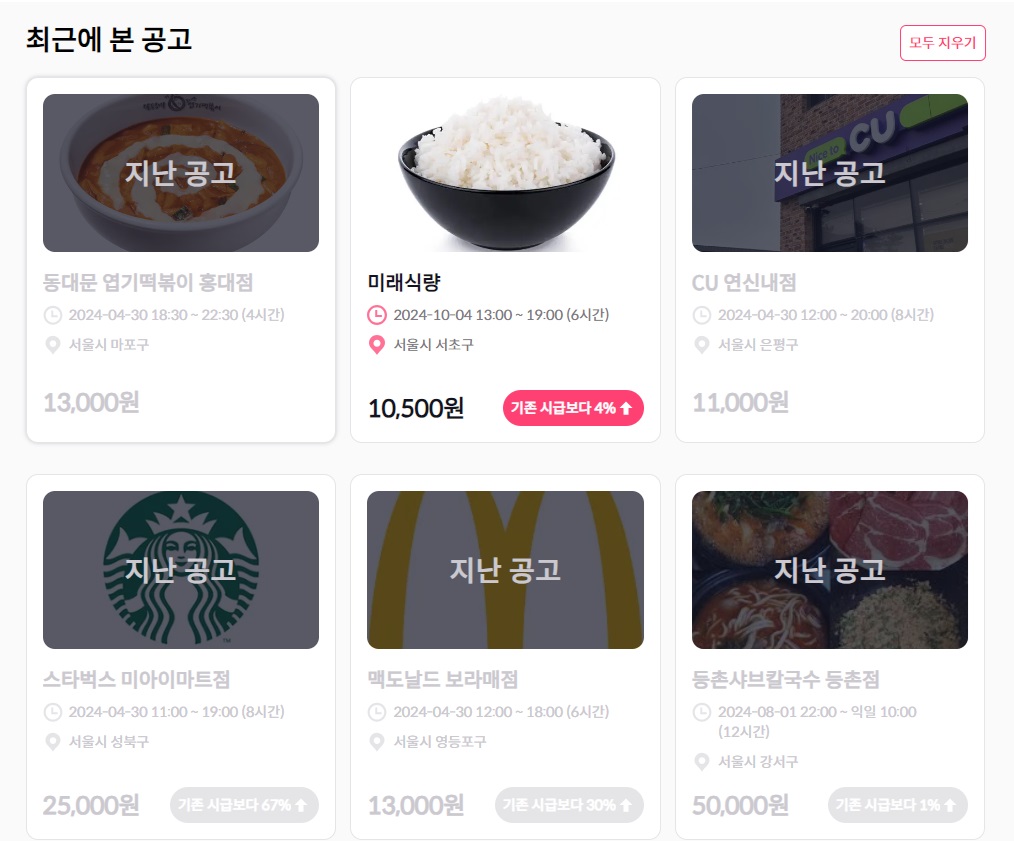 최근에 본 공고
모두 지우기
지난 공고
동대문 엽기떡볶이 홍대점
2024-04-30 18:30 ~ 22:30 (4시간)
서울시 마포구
13,000원
미래식량
2024-10-04 13:00 ~ 19:00 (6시간)
서울시 서초구
10,500원
기존 시급보다 4%
Nice to
CU
지난 공고
CU 연신내점
2024-04-30 12:00 ~ 20:00 (8시간)
서울시 은평구
11,000원
지난 공고
TM
스타벅스 미아이마트점
2024-04-30 11:00 ~ 19:00 (8시간)
서울시 성북구
25,000원
기존 시급보다 67%
지난 공고
맥도날드 보라매점
2024-04-30 12:00 ~ 18:00 (6시간)
서울시 영등포구
13,000원
기존 시급보다 30%
지난 공고
등촌샤브칼국수 등촌점
2024-08-01 22:00 ~ 익일 10:00
(12시간)
서울시 강서구
50,000원
기존 시급보다 1%